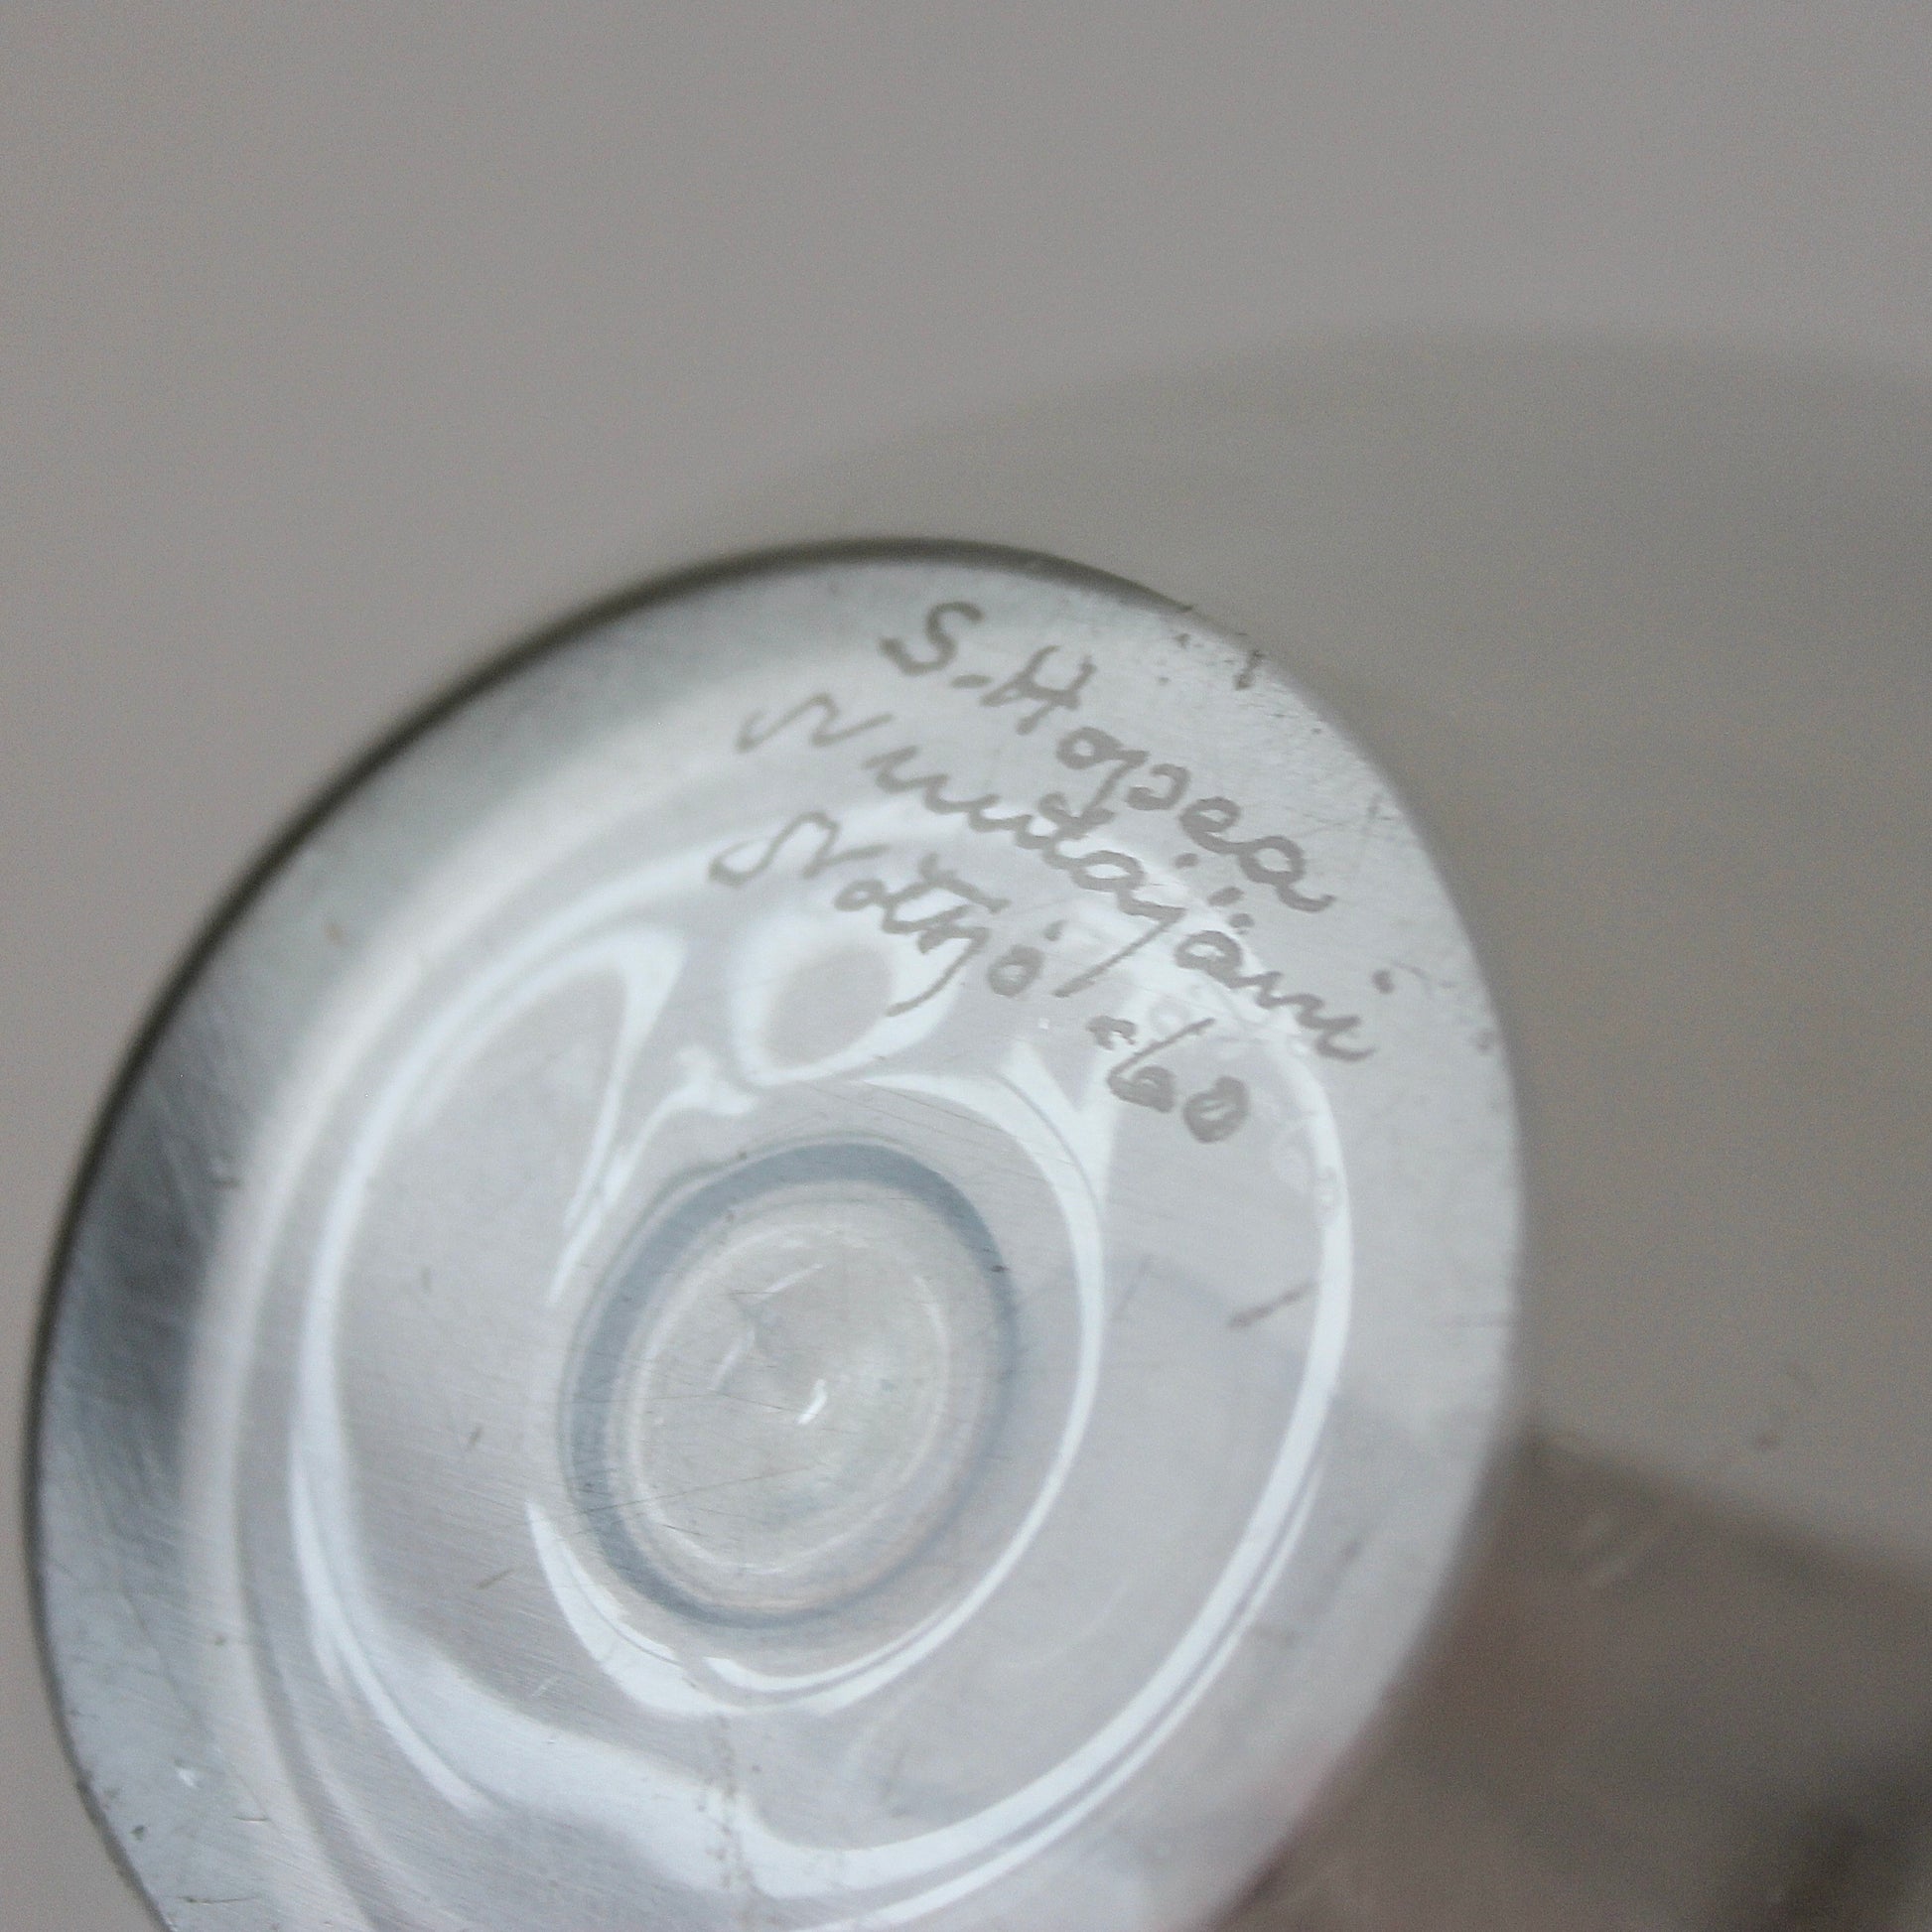 S. Hopea
Nuutajärvi
Notsjö -60